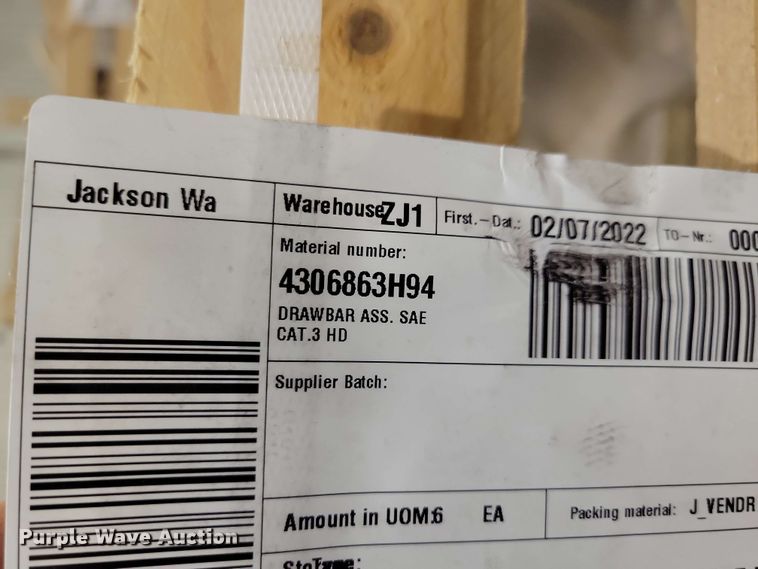 Jackson Wa
Warehouse ZJ1
First.-Dat.: 02/07/2022
TO-Nr.: 000
Material number:
4306863H94
DRAWBAR ASS. SAE
CAT.3 HD
Supplier Batch:
Amount in UOM:6 EA
Packing material: J_VENDR
Purple Wave Auction